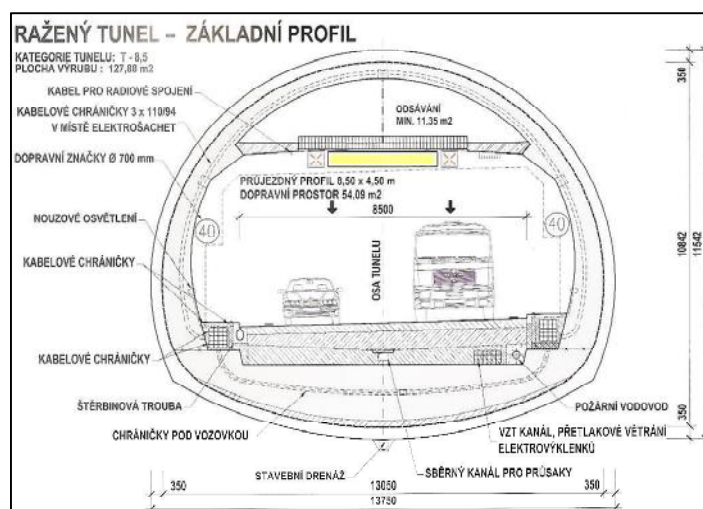 RAŽENÝ TUNEL – ZÁKLADNÍ PROFIL
KATEGORIE TUNELU: T - 8,5
PLOCHA VÝRUBU : 127,80 m2
KABEL PRO RADIOVÉ SPOJENÍ
KABELOVÉ CHRÁNIČKY 3 x 110/94
V MÍSTĚ ELEKTROŠACHET
DOPRAVNÍ ZNAČKY Ø 700 mm
NOUZOVÉ OSVĚTLENÍ
KABELOVÉ CHRÁNIČKY
KABELOVÉ CHRÁNIČKY
ŠTĚRBINOVÁ TROUBA
CHRÁNIČKY POD VOZOVKOU
STAVEBNÍ DRENÁŽ
ODSÁVÁNÍ
MIN. 11.35 m2
PRŮJEZDNÝ PROFIL 8,50 x 4,50 m
DOPRAVNÍ PROSTOR 54,09 m2
8500
40
40
OSA TUNELU
POŽÁRNÍ VODOVOD
VZT KANÁL, PŘETLAKOVÉ VĚTRÁNÍ
ELEKTROVÝKLENKŮ
SBĚRNÝ KANÁL PRO PRŮSAKY
350
10842
11542
350
350
13050
350
13750